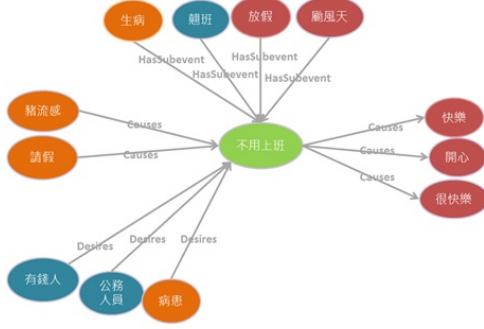 生病
翹班
放假
颱風天
HasSubevent
HasSubevent
HasSubevent
HasSubevent
豬流感
請假
Causes
Causes
不用上班
Causes
Causes
Causes
快樂
開心
很快樂
Desires
Desires
Desires
有錢人
公務
人員
病患